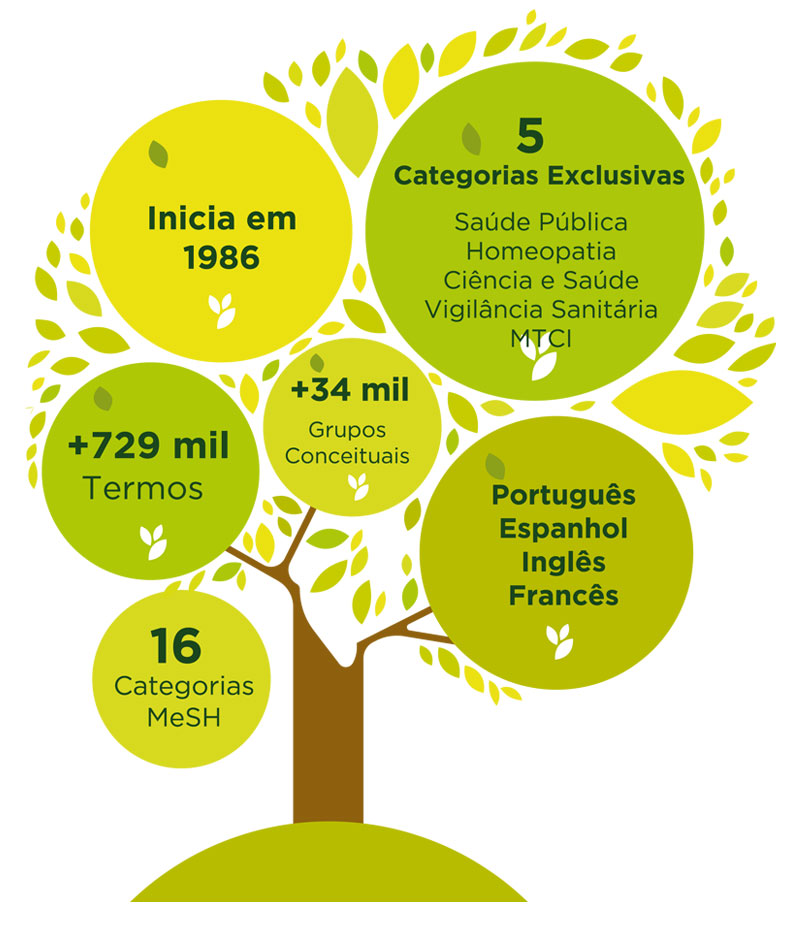 Inicia em
1986
5
Categorias Exclusivas
Saúde Pública
Homeopatia
Ciência e Saúde
Vigilância Sanitária
MTCI
+729 mil
Termos
+34 mil
Grupos
Conceituais
Português
Espanhol
Inglês
Francês
16
Categorias
MeSH